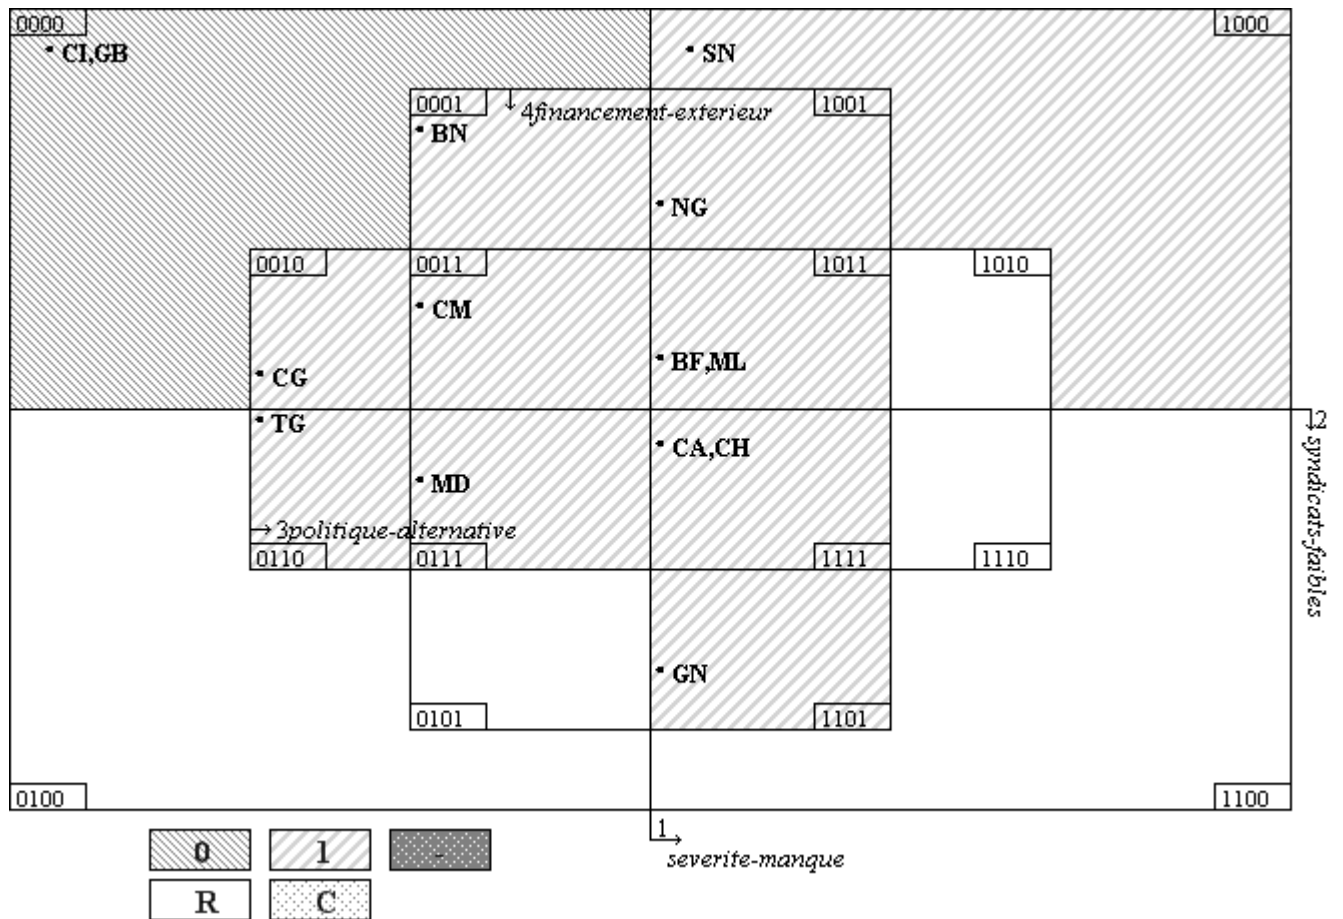 0000 1000
CI,GB SN
0001 4financement-exterieur 1001
BN
NG
0010 0011 1011 1010
CM
BF,ML
CG
TG 2syndicats-faibles
CA,CH
MD
3politique-alternative
0110 0111 1111 1110
GN
0101 1101
0100 1100
1
severite-manque
0 1 -
R C